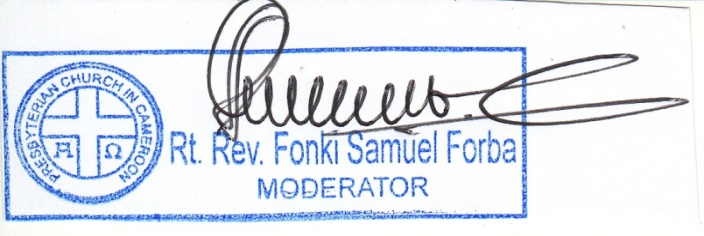 PRESBYTERIAN CHURCH IN CAMEROON
A Ω
Rt. Rev. Fonki Samuel Forba
MODERATOR